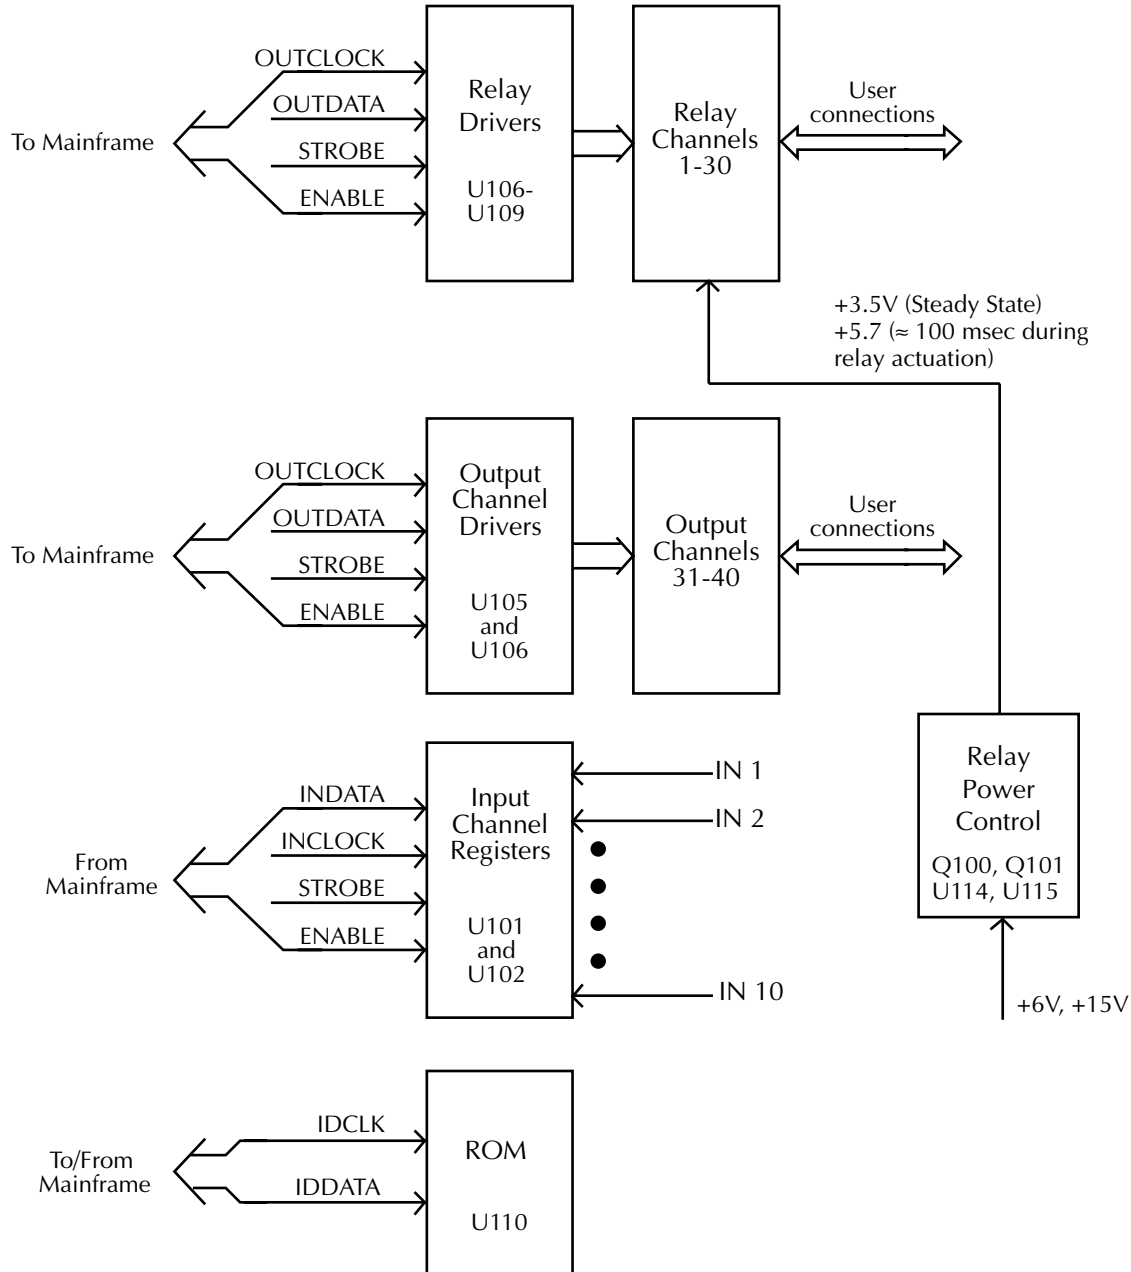 To Mainframe
OUTCLOCK
OUTDATA
STROBE
ENABLE
Relay
Drivers
U106-
U109
Relay
Channels
1-30
User
connections
+3.5V (Steady State)
+5.7 (≈ 100 msec during
relay actuation)
To Mainframe
OUTCLOCK
OUTDATA
STROBE
ENABLE
Output
Channel
Drivers
U105
and
U106
Output
Channels
31-40
User
connections
From
Mainframe
INDATA
INCLOCK
STROBE
ENABLE
Input
Channel
Registers
U101
and
U102
IN 1
IN 2
IN 10
Relay
Power
Control
Q100, Q101
U114, U115
+6V, +15V
To/From
Mainframe
IDCLK
IDDATA
ROM
U110